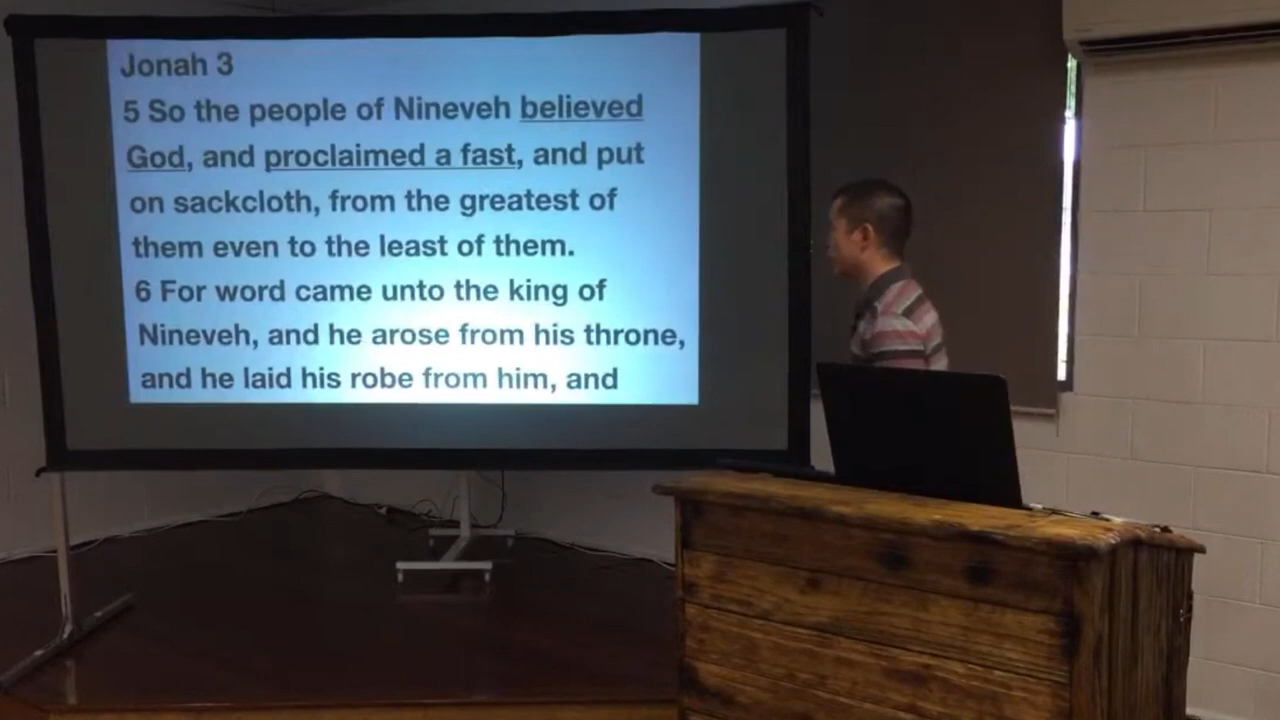 Jonah 3
5 So the people of Nineveh believed
God, and proclaimed a fast, and put
on sackcloth, from the greatest of
them even to the least of them.
6 For word came unto the king of
Nineveh, and he arose from his throne,
and he laid his robe from him, and